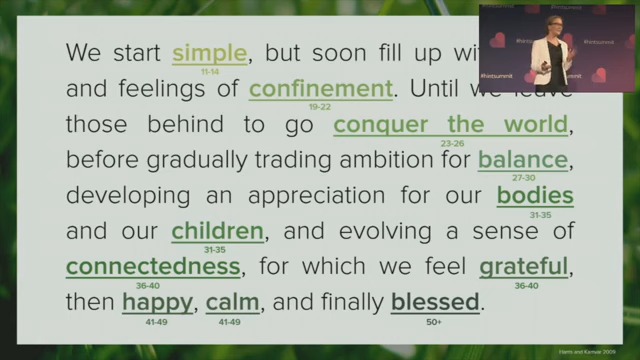 We start simple, but soon fill up
11-14
and feelings of confinement. Until
19-22
those behind to go conquer the world,
23-26
before gradually trading ambition for balance,
27-30
developing an appreciation for our bodies
31-35
and our children, and evolving a sense of
31-35
connectedness, for which we feel grateful,
36-40 36-40
then happy, calm, and finally blessed.
41-49 41-49 50+
Harris and Kamvar 2009
#hintsummit
#hintsummit
#hintsummit